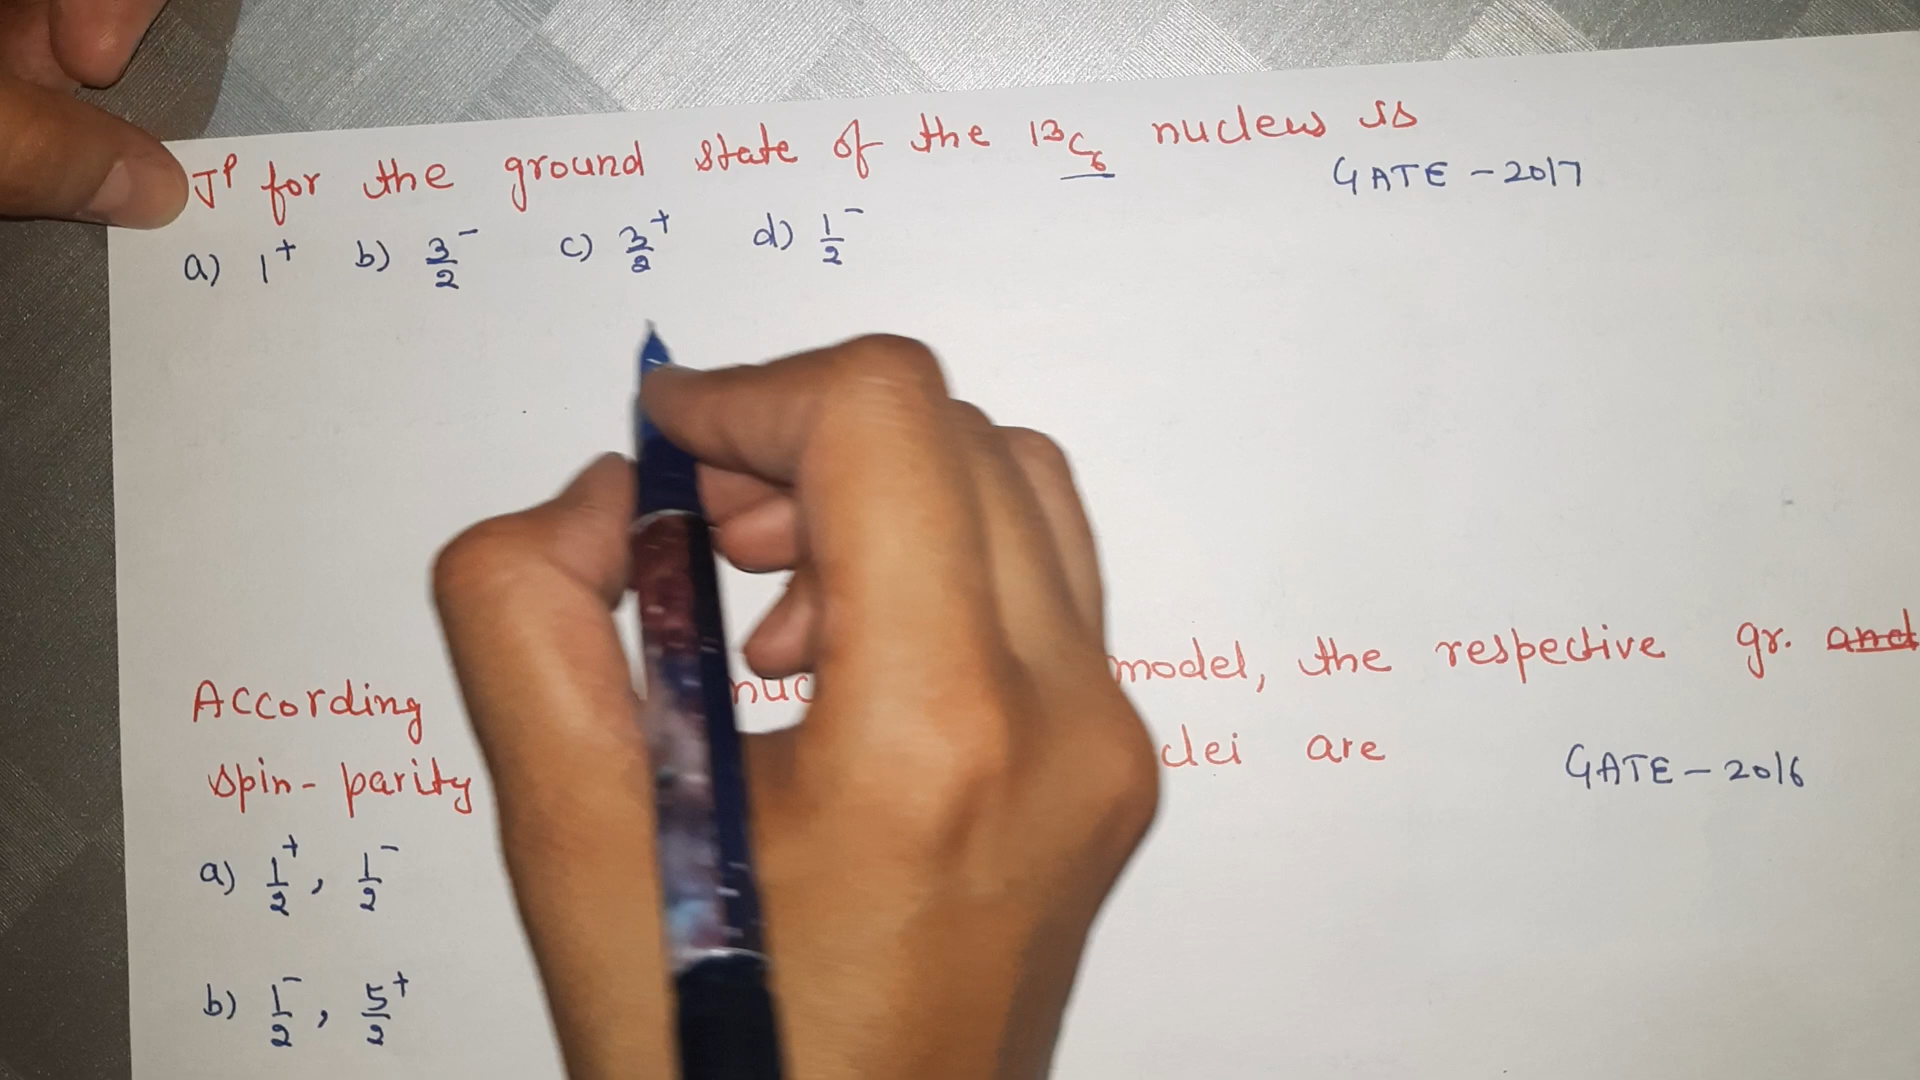 J^P for the ground state of the ¹³C₆ nucleus is
GATE - 2017
a) 1⁺ b) 3/2⁻ c) 3/2⁺ d) 1/2⁻
According model, the respective gr. and
spin-parity are
GATE - 2016
a) 1/2⁺, 1/2⁻
b) 1/2⁻, 5/2⁺